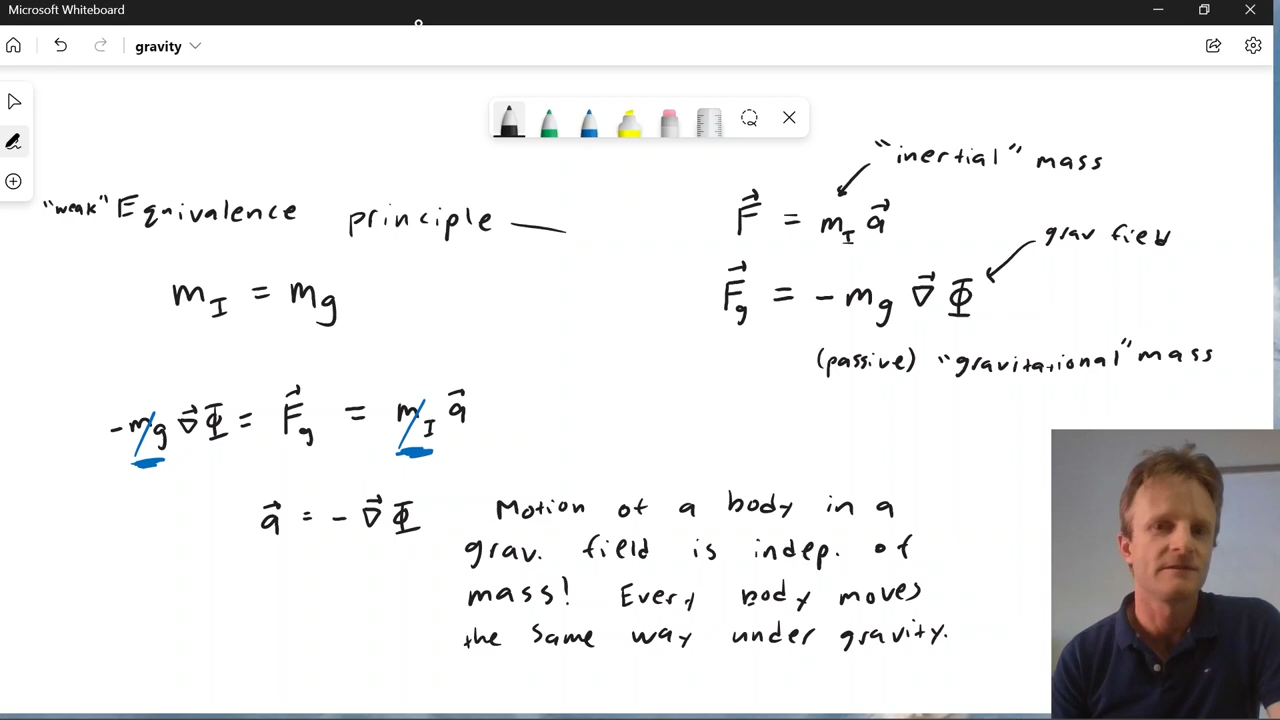 Microsoft Whiteboard
gravity
"weak" Equivalence principle —
m_I = m_g
-m_g ∇⃗Φ = F⃗_g = m_I a⃗
a⃗ = - ∇⃗Φ
"inertial" mass
F⃗ = m_I a⃗
grav field
F⃗_g = - m_g ∇⃗ Φ
(passive) "gravitational" mass
Motion of a body in a
grav. field is indep. of
mass! Every body moves
the same way under gravity.